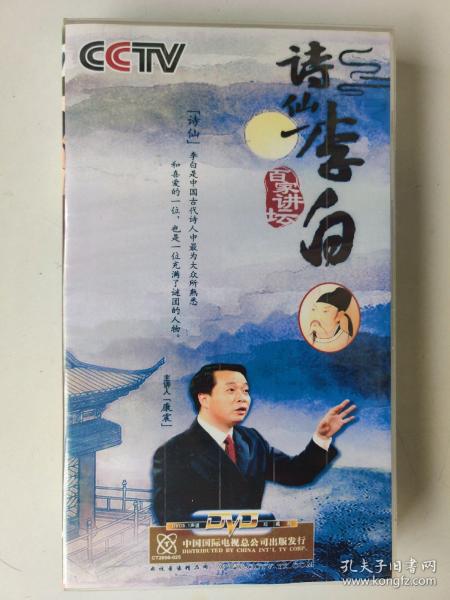 CCTV
诗仙李白
百家讲坛
「诗仙」李白是中国古代诗人中最为大众所熟悉
和喜爱的一位，也是一位充满了谜团的人物。
主讲人「康震」
DVD
中国国际电视总公司出版发行
DISTRIBUTED BY CHINA INT'L TV CORP.
孔夫子旧书网
www.kongfz.com